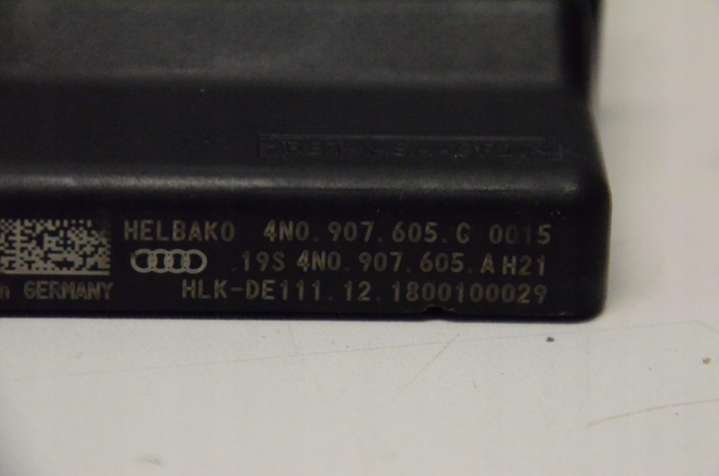 HELBAKO 4N0.907.605.C 0015
.19S 4N0.907.605.A H21
GERMANY HLK-DE111.12.1800100029